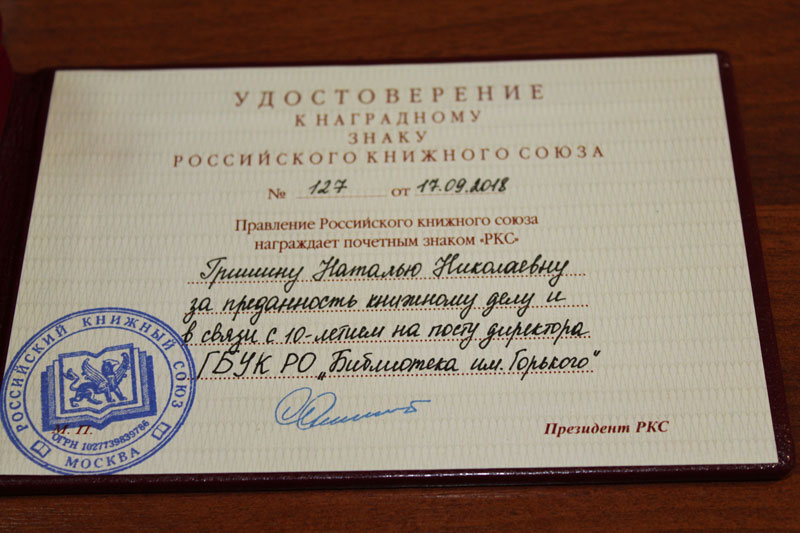 УДОСТОВЕРЕНИЕ
К НАГРАДНОМУ
ЗНАКУ
РОССИЙСКОГО КНИЖНОГО СОЮЗА
№ 127 от 17.09.2018
Правление Российского книжного союза
награждает почетным знаком «РКС»
Гришину Наталью Николаевну
за преданность книжному делу и
в связи с 10-летием на посту директора
ГБУК РО „Библиотека им. Горького“
М. П.
Президент РКС
РОССИЙСКИЙ КНИЖНЫЙ СОЮЗ
ОГРН 1027739839786
МОСКВА